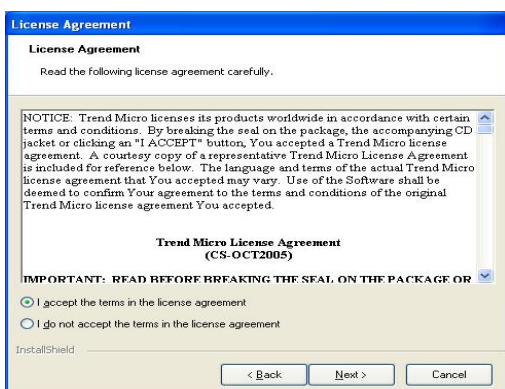 License Agreement
License Agreement
Read the following license agreement carefully.
NOTICE: Trend Micro licenses its products worldwide in accordance with certain
terms and conditions. By breaking the seal on the package, the accompanying CD
jacket or clicking an "I ACCEPT" button, You accepted a Trend Micro license
agreement. A courtesy copy of a representative Trend Micro License Agreement
is included for reference below. The language and terms of the actual Trend Micro
license agreement that You accepted may vary. Use of the Software shall be
deemed to confirm Your agreement to the terms and conditions of the original
Trend Micro license agreement You accepted.
Trend Micro License Agreement
(CS-OCT2005)
IMPORTANT: READ BEFORE BREAKING THE SEAL ON THE PACKAGE OR
I accept the terms in the license agreement
I do not accept the terms in the license agreement
InstallShield
< Back
Next >
Cancel